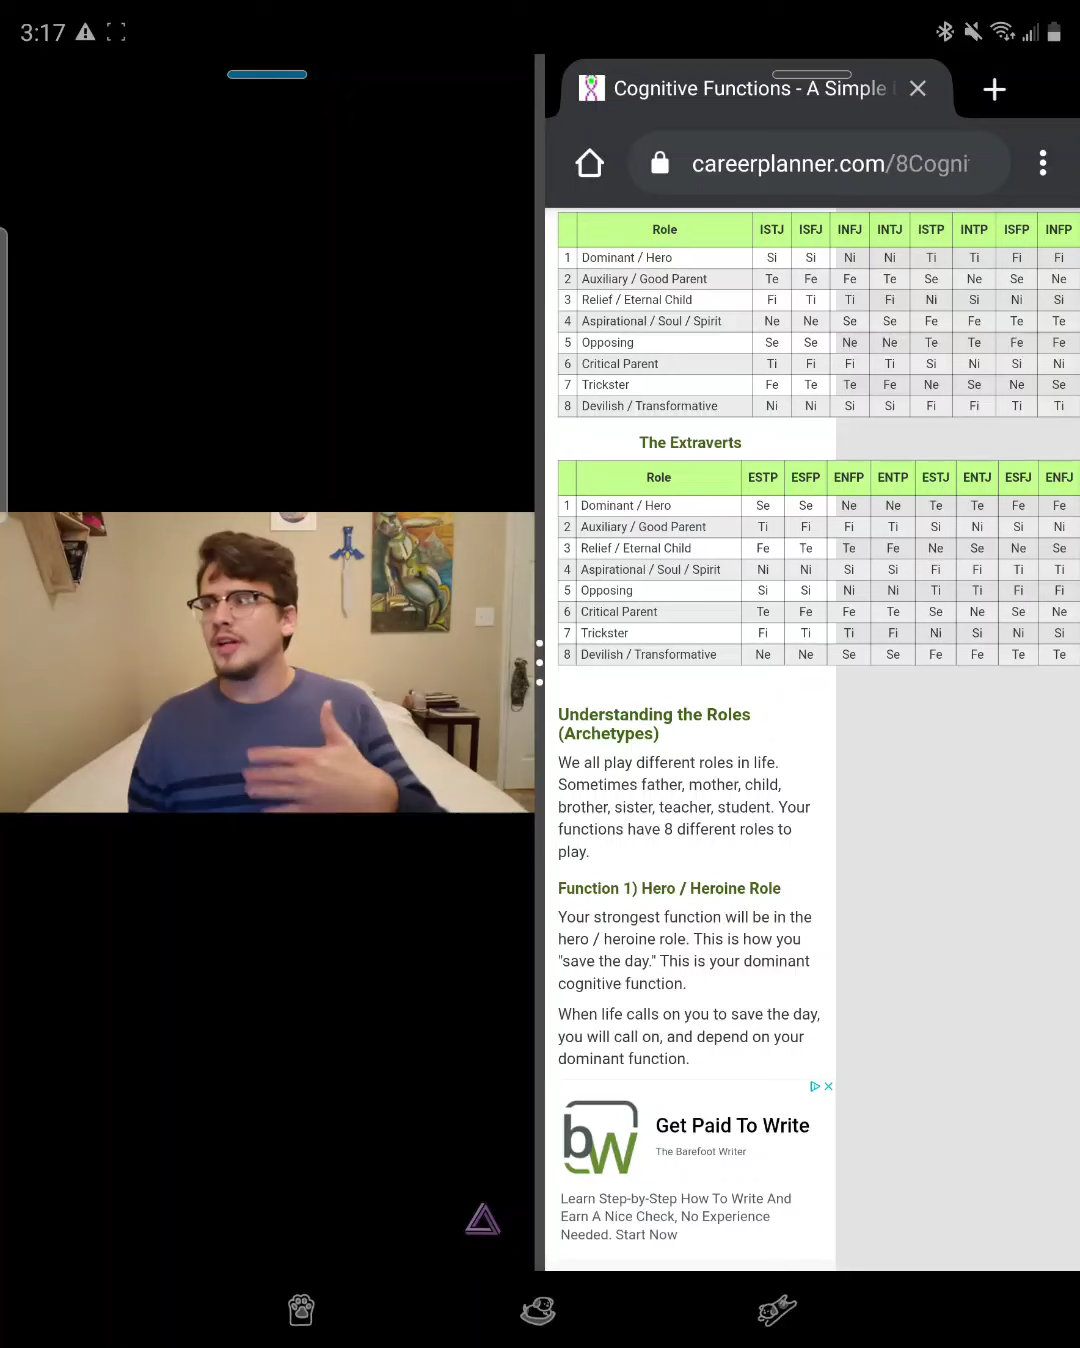 3:17
Cognitive Functions - A Simple
careerplanner.com/8Cogni
Role ISTJ ISFJ INFJ INTJ ISTP INTP ISFP INFP
1 Dominant / Hero Si Si Ni Ni Ti Ti Fi Fi
2 Auxiliary / Good Parent Te Fe Fe Te Se Ne Se Ne
3 Relief / Eternal Child Fi Ti Ti Fi Ni Si Ni Si
4 Aspirational / Soul / Spirit Ne Ne Se Se Fe Fe Te Te
5 Opposing Se Se Ne Ne Te Te Fe Fe
6 Critical Parent Ti Fi Fi Ti Si Ni Si Ni
7 Trickster Fe Te Te Fe Ne Se Ne Se
8 Devilish / Transformative Ni Ni Si Si Fi Fi Ti Ti
The Extraverts
Role ESTP ESFP ENFP ENTP ESTJ ENTJ ESFJ ENFJ
1 Dominant / Hero Se Se Ne Ne Te Te Fe Fe
2 Auxiliary / Good Parent Ti Fi Fi Ti Si Ni Si Ni
3 Relief / Eternal Child Fe Te Te Fe Ne Se Ne Se
4 Aspirational / Soul / Spirit Ni Ni Si Si Fi Fi Ti Ti
5 Opposing Si Si Ni Ni Ti Ti Fi Fi
6 Critical Parent Te Fe Fe Te Se Ne Se Ne
7 Trickster Fi Ti Ti Fi Ni Si Ni Si
8 Devilish / Transformative Ne Ne Se Se Fe Fe Te Te
Understanding the Roles
(Archetypes)
We all play different roles in life.
Sometimes father, mother, child,
brother, sister, teacher, student. Your
functions have 8 different roles to
play.
Function 1) Hero / Heroine Role
Your strongest function will be in the
hero / heroine role. This is how you
"save the day." This is your dominant
cognitive function.
When life calls on you to save the day,
you will call on, and depend on your
dominant function.
bw
Get Paid To Write
The Barefoot Writer
Learn Step-by-Step How To Write And
Earn A Nice Check, No Experience
Needed. Start Now